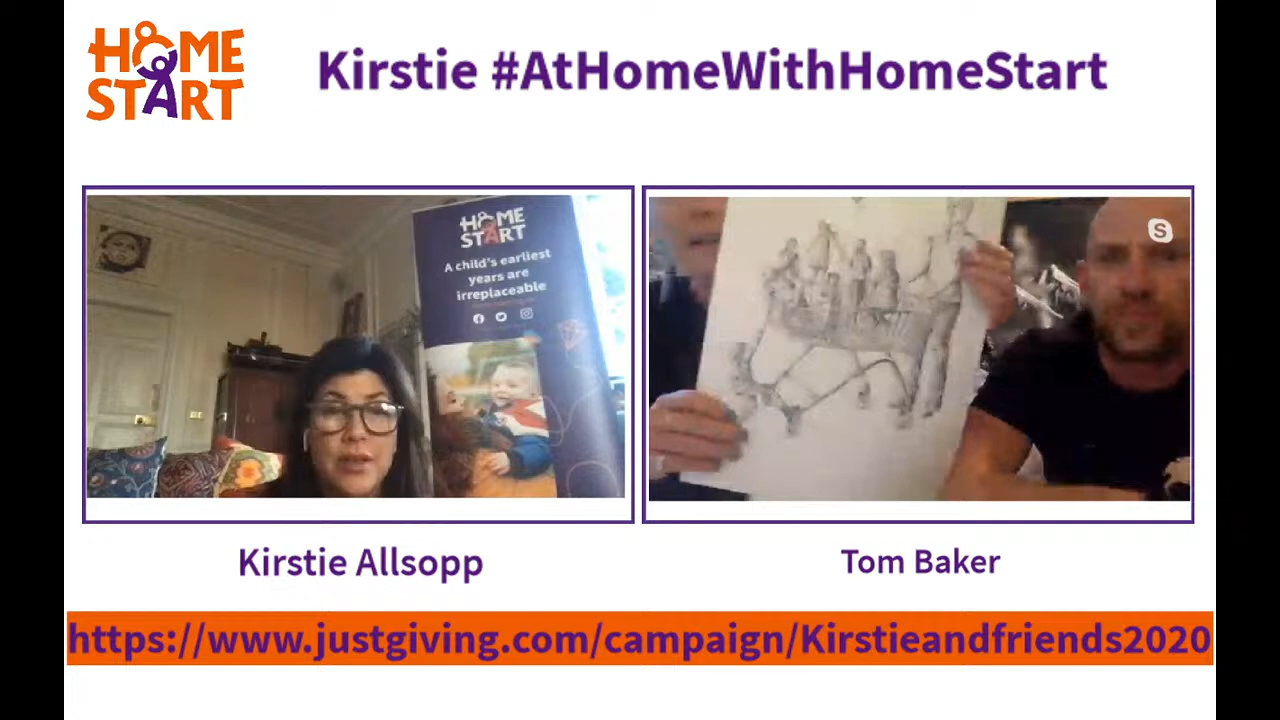 HOME
START
Kirstie #AtHomeWithHomeStart
HOME
START
A child's earliest
years are
irreplaceable
S
Kirstie Allsopp
Tom Baker
https://www.justgiving.com/campaign/Kirstieandfriends2020